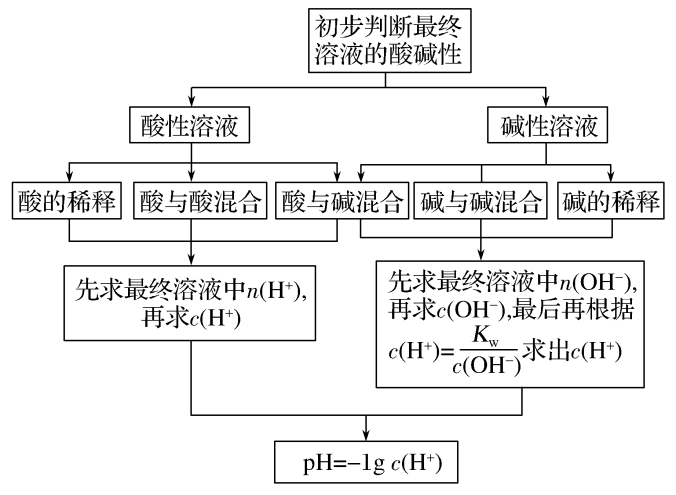 初步判断最终
溶液的酸碱性
酸性溶液
碱性溶液
酸的稀释
酸与酸混合
酸与碱混合
碱与碱混合
碱的稀释
先求最终溶液中n(H⁺),
再求c(H⁺)
先求最终溶液中n(OH⁻),
再求c(OH⁻),最后再根据
c(H⁺)=Kw/c(OH⁻)求出c(H⁺)
pH=−1g c(H⁺)